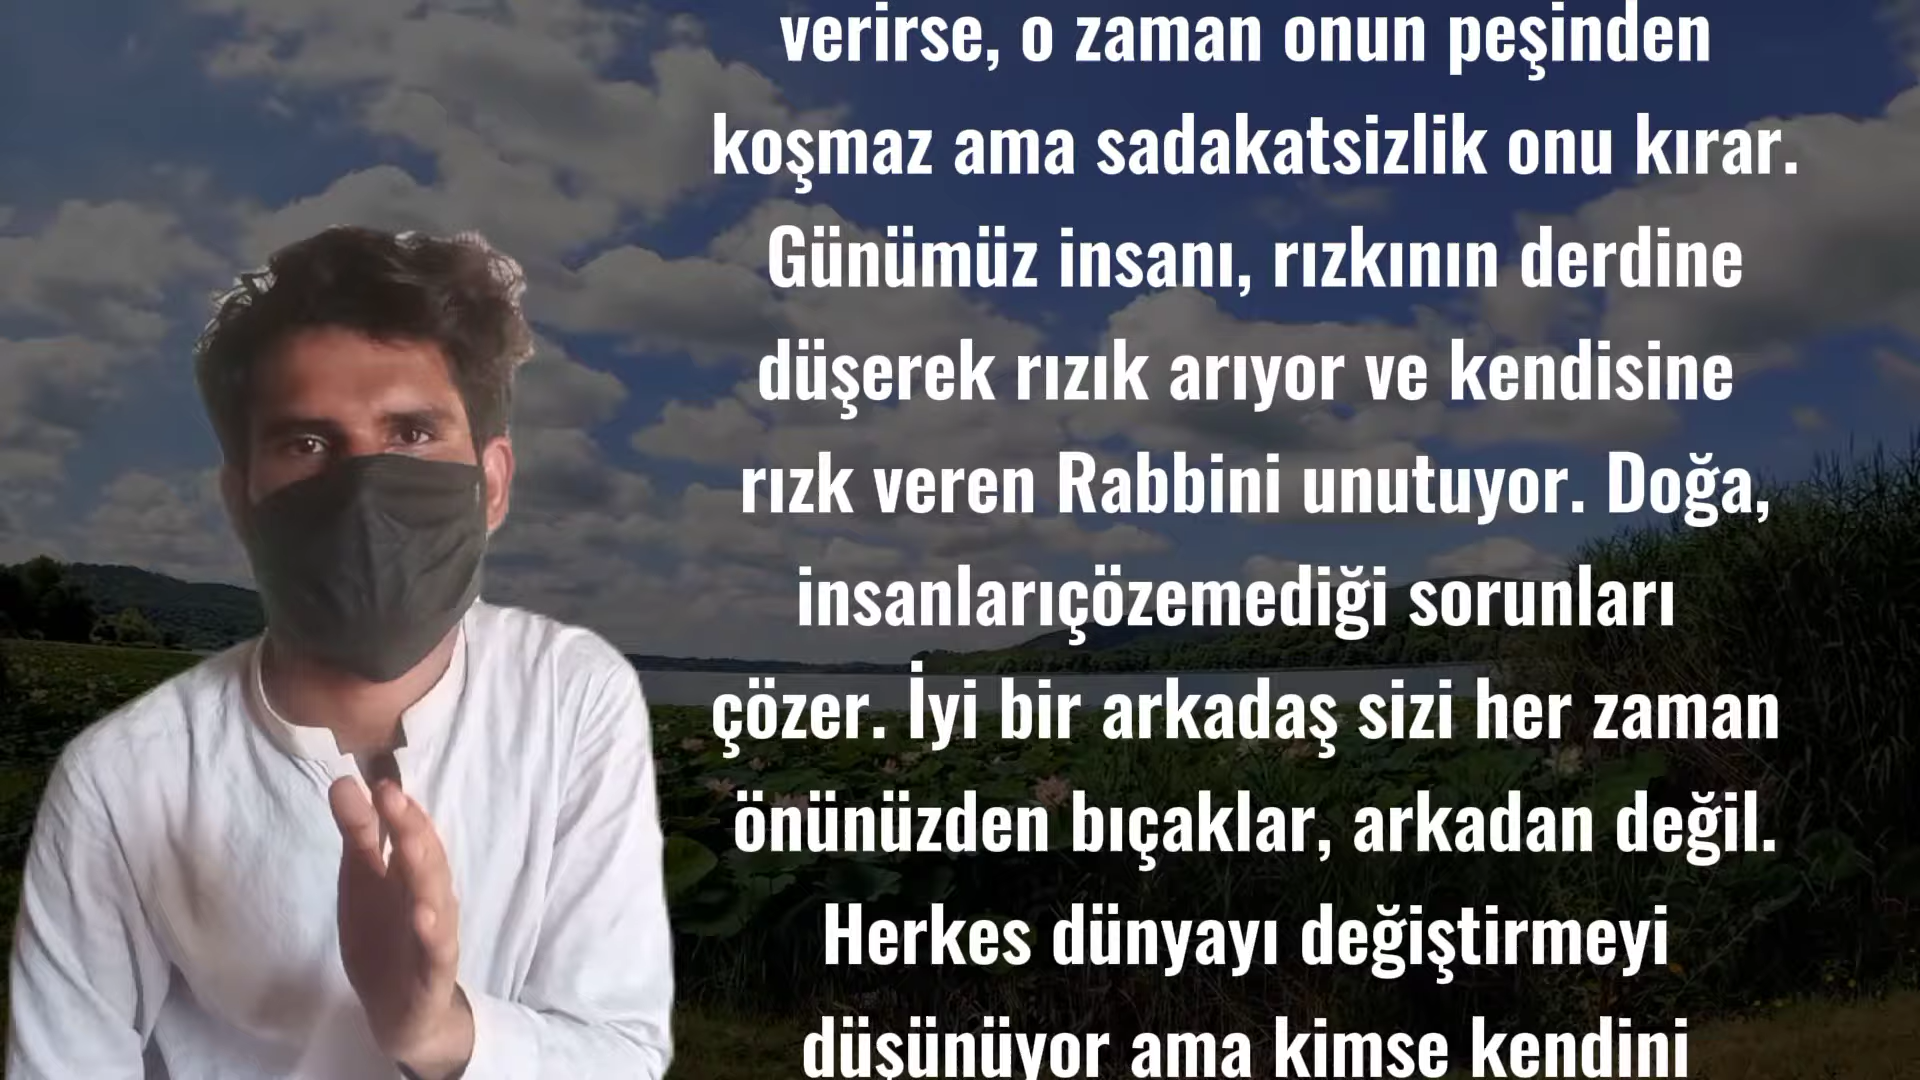 verirse, o zaman onun peşinden
koşmaz ama sadakatsizlik onu kırar.
Günümüz insanı, rızkının derdine
düşerek rızık arıyor ve kendisine
rızk veren Rabbini unutuyor. Doğa,
insanlarıçözemediği sorunları
çözer. İyi bir arkadaş sizi her zaman
önünüzden bıçaklar, arkadan değil.
Herkes dünyayı değiştirmeyi
düşünüyor ama kimse kendini